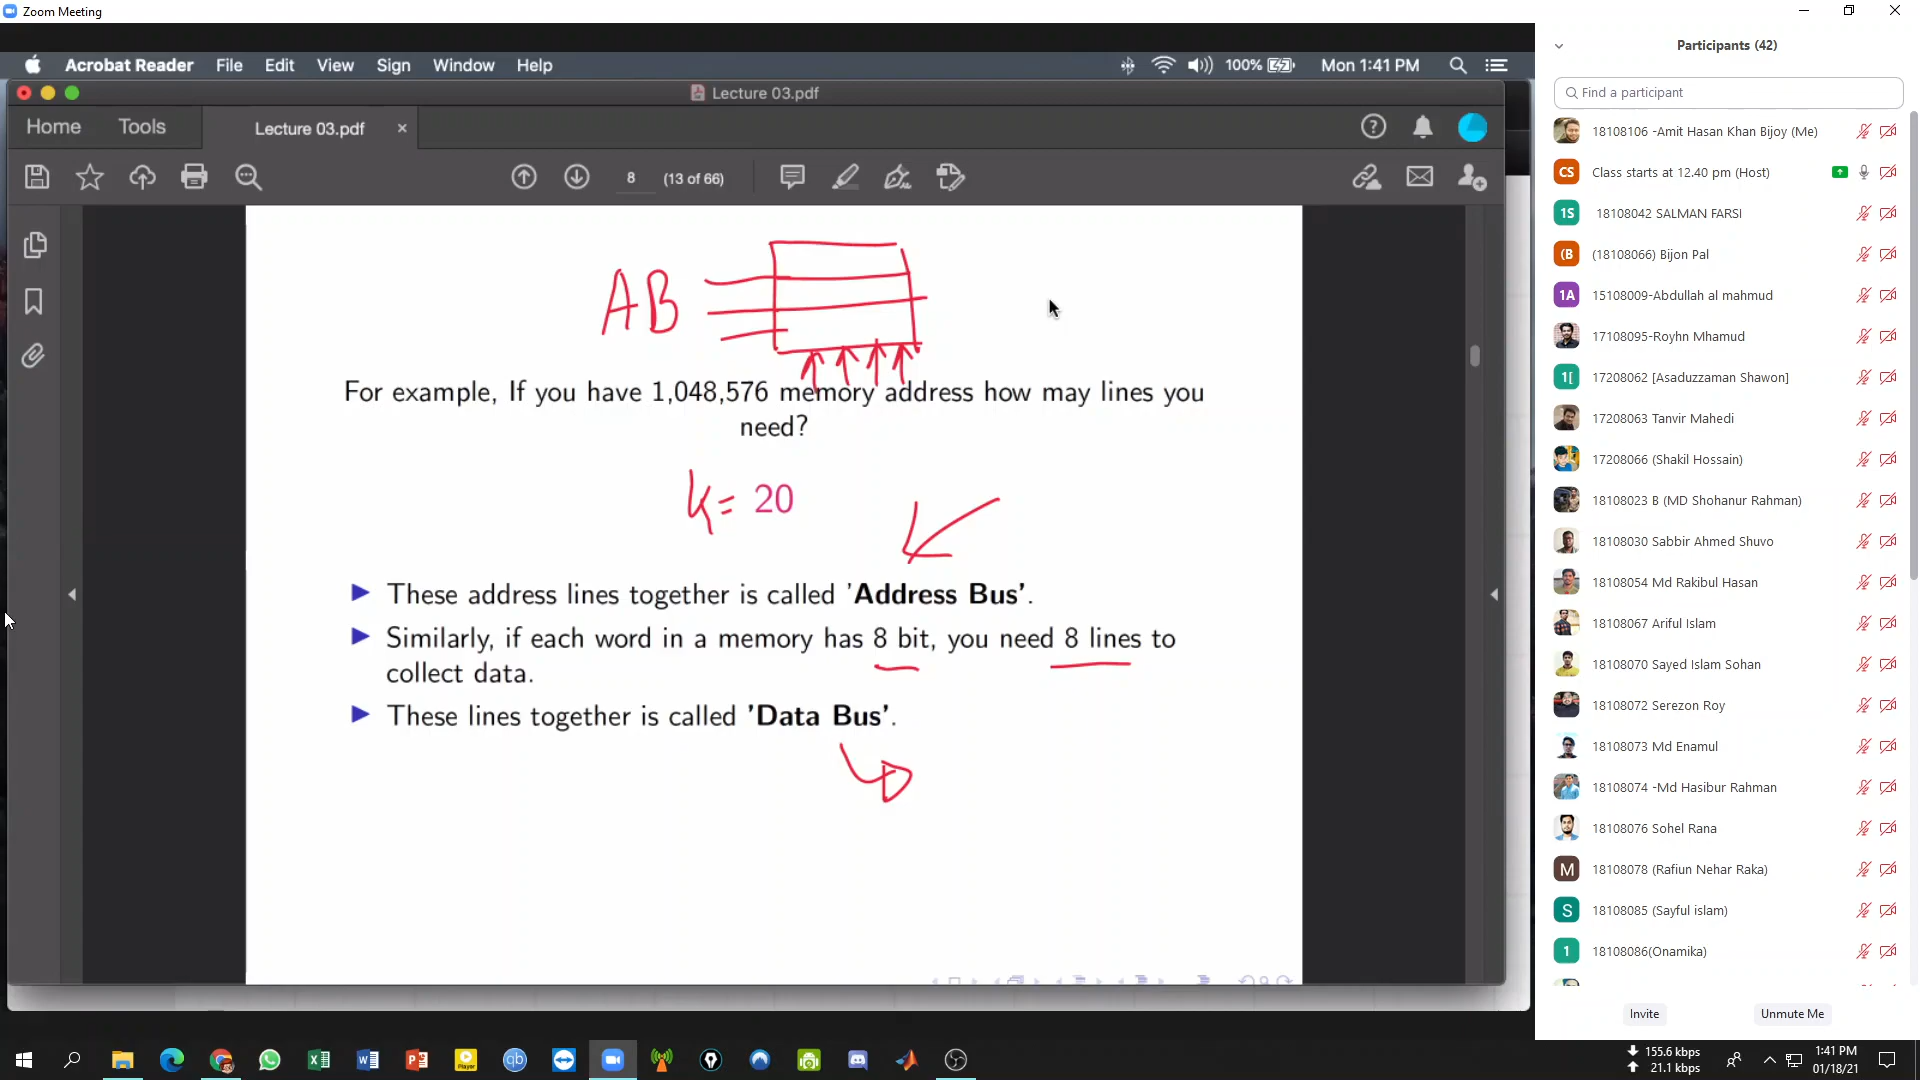 Zoom Meeting
Acrobat Reader File Edit View Sign Window Help 100% Mon 1:41 PM
Lecture 03.pdf
Home Tools Lecture 03.pdf ×
8 (13 of 66)
AB
For example, If you have 1,048,576 memory address how may lines you
need?
k= 20
These address lines together is called 'Address Bus'.
Similarly, if each word in a memory has 8 bit, you need 8 lines to
collect data.
These lines together is called 'Data Bus'.
Participants (42)
Find a participant
18108106 -Amit Hasan Khan Bijoy (Me)
CS Class starts at 12.40 pm (Host)
1S 18108042 SALMAN FARSI
(B (18108066) Bijon Pal
1A 15108009-Abdullah al mahmud
17108095-Royhn Mhamud
1[ 17208062 [Asaduzzaman Shawon]
17208063 Tanvir Mahedi
17208066 (Shakil Hossain)
18108023 B (MD Shohanur Rahman)
18108030 Sabbir Ahmed Shuvo
18108054 Md Rakibul Hasan
18108067 Ariful Islam
18108070 Sayed Islam Sohan
18108072 Serezon Roy
18108073 Md Enamul
18108074 -Md Hasibur Rahman
18108076 Sohel Rana
M 18108078 (Rafiun Nehar Raka)
S 18108085 (Sayful islam)
1 18108086(Onamika)
Invite Unmute Me
155.6 kbps
21.1 kbps
1:41 PM
01/18/21